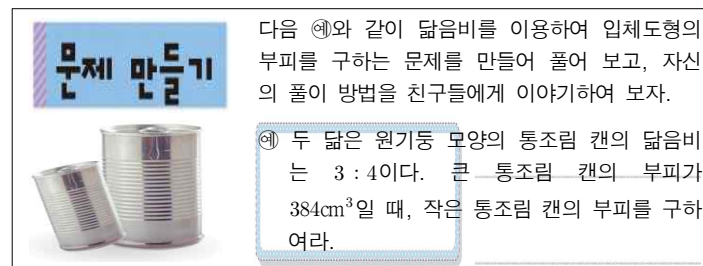 문제 만들기
다음 예와 같이 닮음비를 이용하여 입체도형의
부피를 구하는 문제를 만들어 풀어 보고, 자신
의 풀이 방법을 친구들에게 이야기하여 보자.
예 두 닮은 원기둥 모양의 통조림 캔의 닮음비
는 3 : 4이다. 큰 통조림 캔의 부피가
384cm³일 때, 작은 통조림 캔의 부피를 구하
여라.